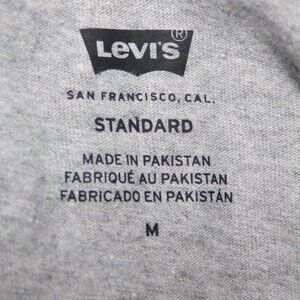 LEVI'S ®
SAN FRANCISCO, CAL.
STANDARD
MADE IN PAKISTAN
FABRIQUÉ AU PAKISTAN
FABRICADO EN PAKISTÁN
M